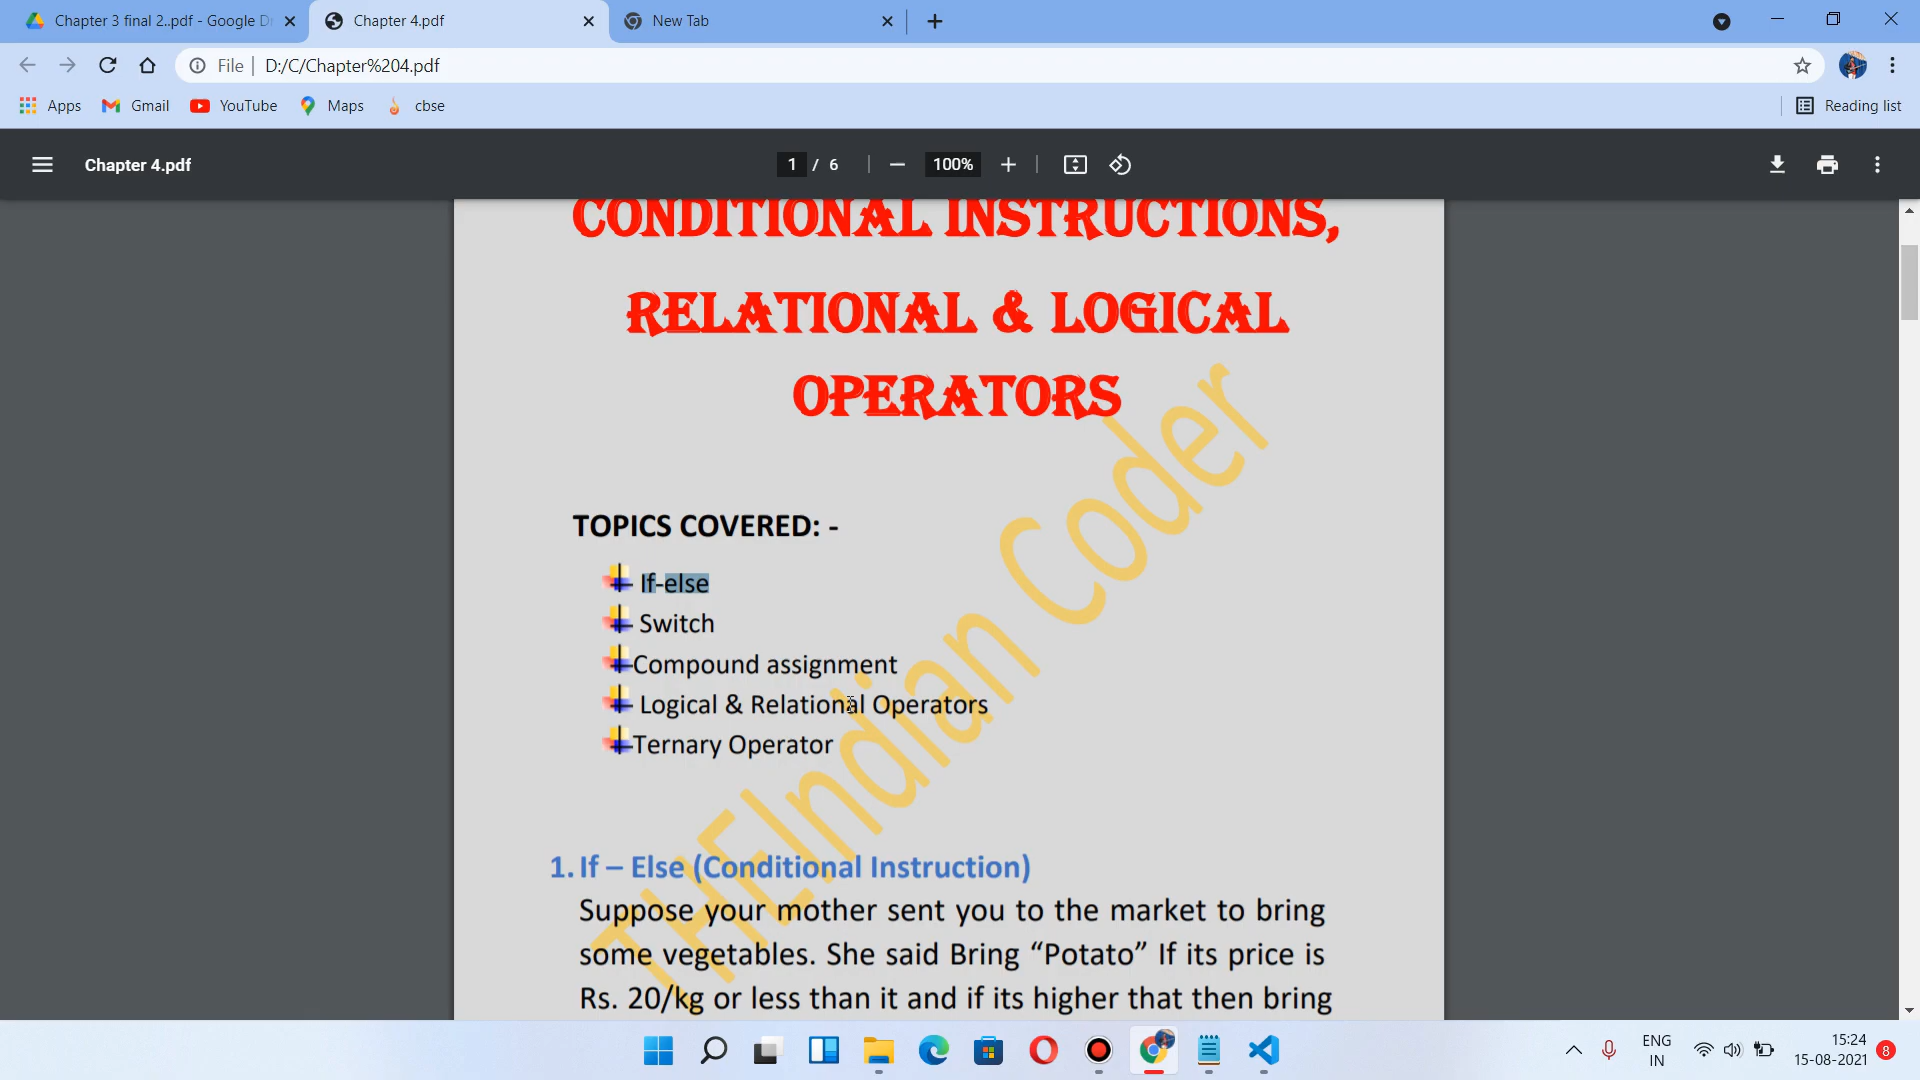 Chapter 3 final 2..pdf - Google Dr
Chapter 4.pdf
New Tab
File
D:/C/Chapter%204.pdf
Apps
Gmail
YouTube
Maps
cbse
Reading list
Chapter 4.pdf
1 / 6
100%
CONDITIONAL INSTRUCTIONS,
RELATIONAL & LOGICAL
OPERATORS
TOPICS COVERED: -
If-else
Switch
Compound assignment
Logical & Relational Operators
Ternary Operator
THEIndian Coder
1. If – Else (Conditional Instruction)
Suppose your mother sent you to the market to bring
some vegetables. She said Bring “Potato” If its price is
Rs. 20/kg or less than it and if its higher that then bring
ENG
IN
15:24
15-08-2021
8